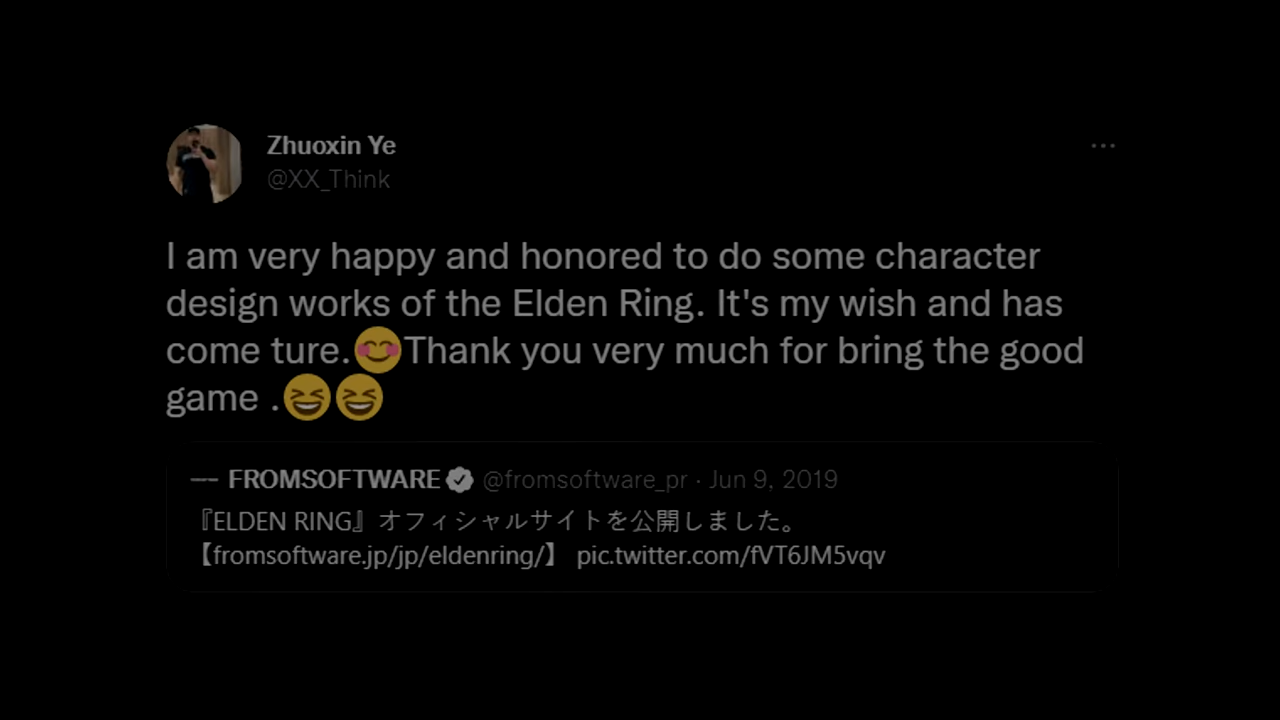 Zhuoxin Ye
@XX_Think
I am very happy and honored to do some character
design works of the Elden Ring. It's my wish and has
come ture.😊Thank you very much for bring the good
game .😆😆
FROMSOFTWARE @fromsoftware_pr · Jun 9, 2019
『ELDEN RING』オフィシャルサイトを公開しました。
【fromsoftware.jp/jp/eldenring/】 pic.twitter.com/fVT6JM5vqv